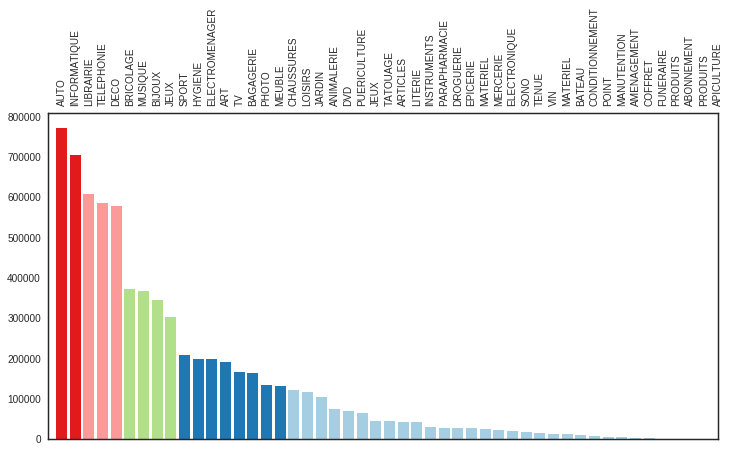 AUTO
INFORMATIQUE
LIBRAIRIE
TELEPHONIE
DECO
BRICOLAGE
MUSIQUE
BIJOUX
JEUX
SPORT
HYGIENE
ELECTROMENAGER
ART
TV
BAGAGERIE
PHOTO
MEUBLE
CHAUSSURES
LOISIRS
JARDIN
ANIMALERIE
DVD
PUERICULTURE
JEUX
TATOUAGE
ARTICLES
LITERIE
INSTRUMENTS
PARAPHARMACIE
DROGUERIE
EPICERIE
MATERIEL
MERCERIE
ELECTRONIQUE
SONO
TENUE
VIN
MATERIEL
BATEAU
CONDITIONNEMENT
POINT
MANUTENTION
AMENAGEMENT
COFFRET
FUNERAIRE
PRODUITS
ABONNEMENT
PRODUITS
APICULTURE
800000
700000
600000
500000
400000
300000
200000
100000
0